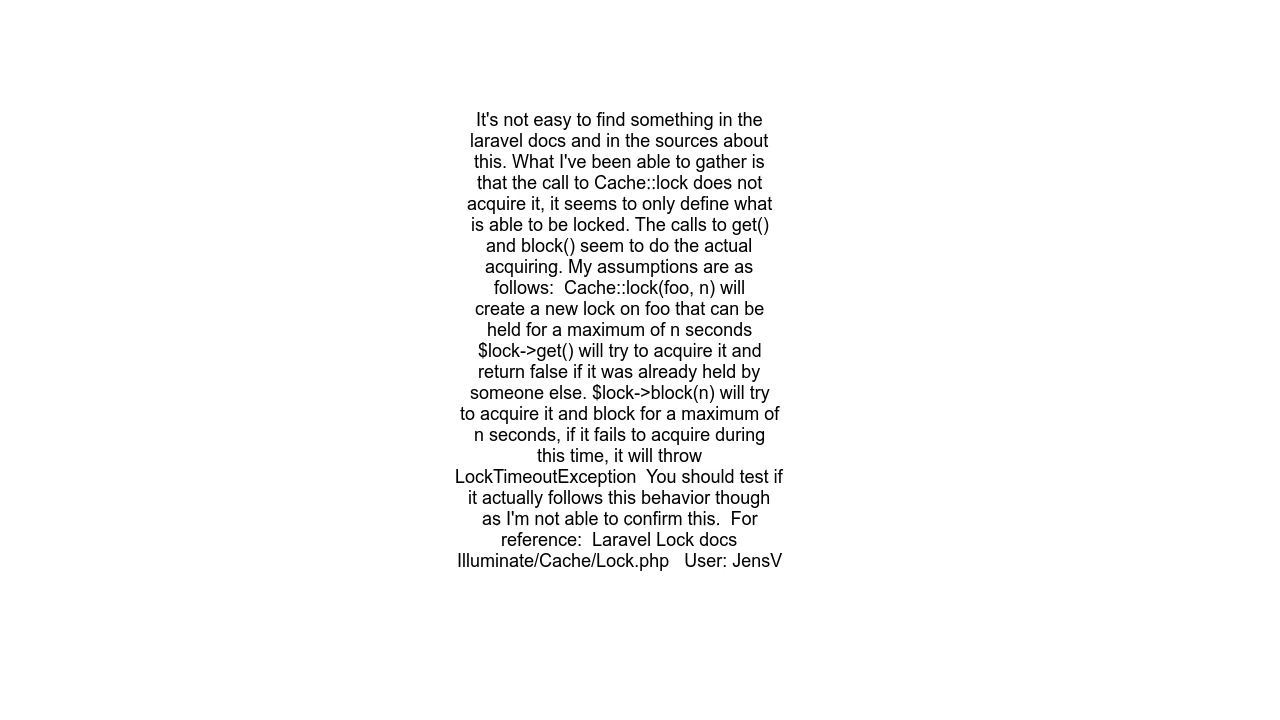 It's not easy to find something in the
laravel docs and in the sources about
this. What I've been able to gather is
that the call to Cache::lock does not
acquire it, it seems to only define what
is able to be locked. The calls to get()
and block() seem to do the actual
acquiring. My assumptions are as
follows:  Cache::lock(foo, n) will
create a new lock on foo that can be
held for a maximum of n seconds
$lock->get() will try to acquire it and
return false if it was already held by
someone else. $lock->block(n) will try
to acquire it and block for a maximum of
n seconds, if it fails to acquire during
this time, it will throw
LockTimeoutException  You should test if
it actually follows this behavior though
as I'm not able to confirm this.  For
reference:  Laravel Lock docs
Illuminate/Cache/Lock.php   User: JensV